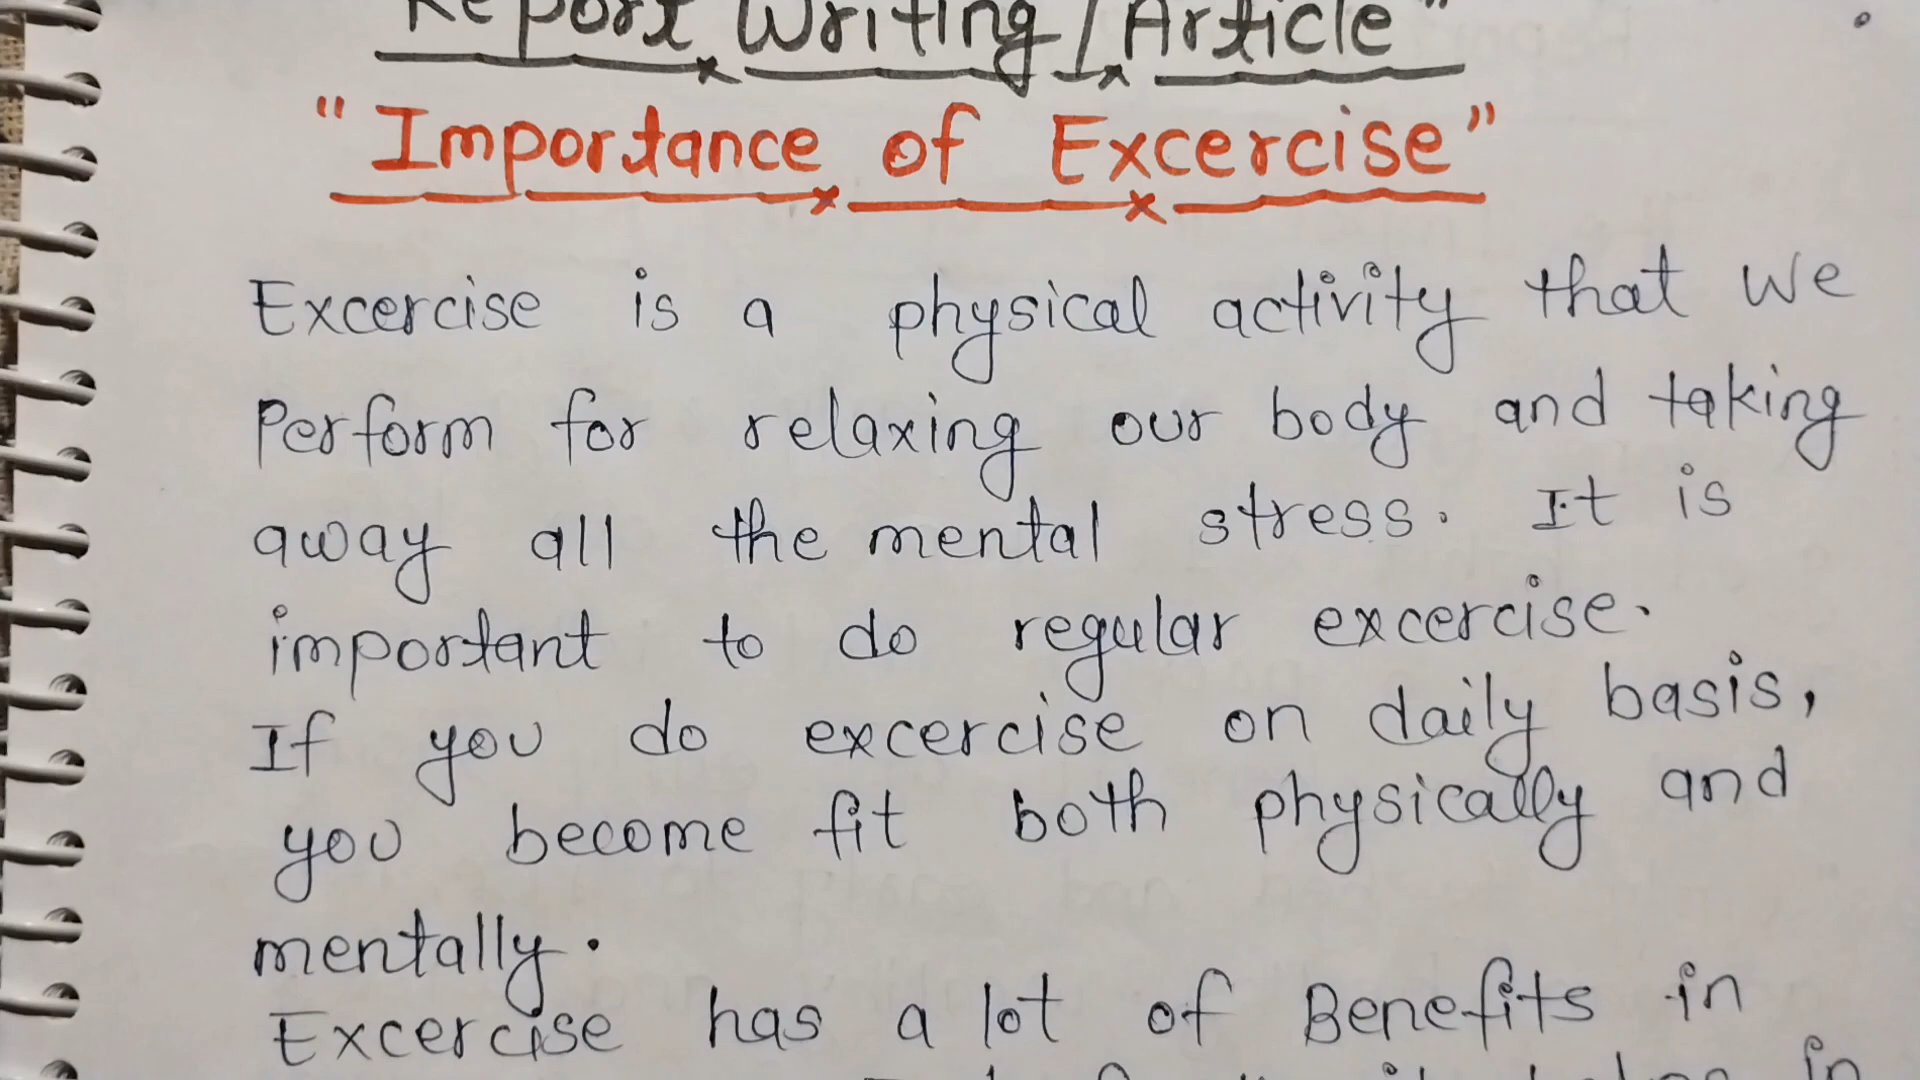 Report Writing / Article"
"Importance of Excercise"
Excercise is a physical activity that we
Perform for relaxing our body and taking
away all the mental stress. It is
important to do regular excercise.
If you do excercise on daily basis,
you become fit both physically and
mentally.
Excercise has a lot of Benefits in